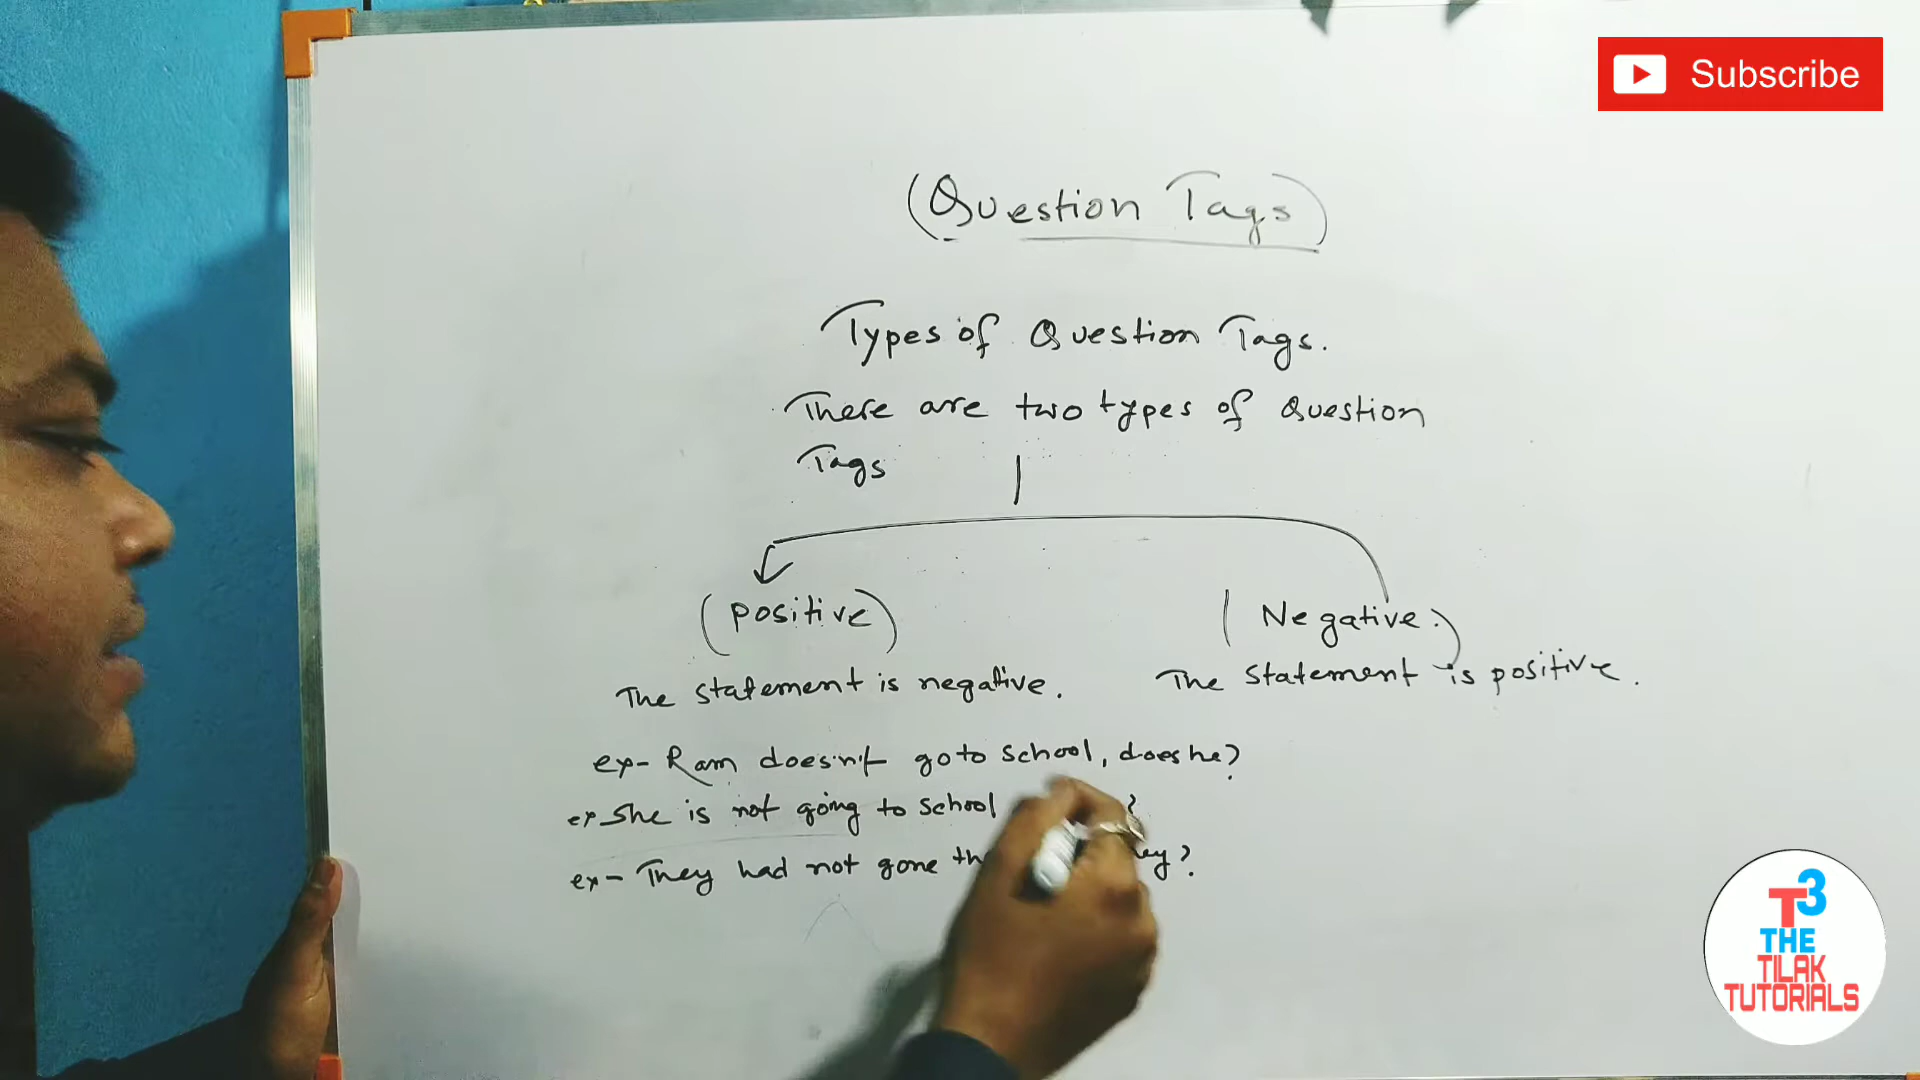 Subscribe
(Question Tags)
Types of Question Tags.
There are two types of Question
Tags
(positive)
(Negative.)
The statement is negative.
The statement is positive.
ex- Ram doesn't go to school, does he?
ex She is not going to school ?
ex- They had not gone ?
T3
THE
TILAK
TUTORIALS